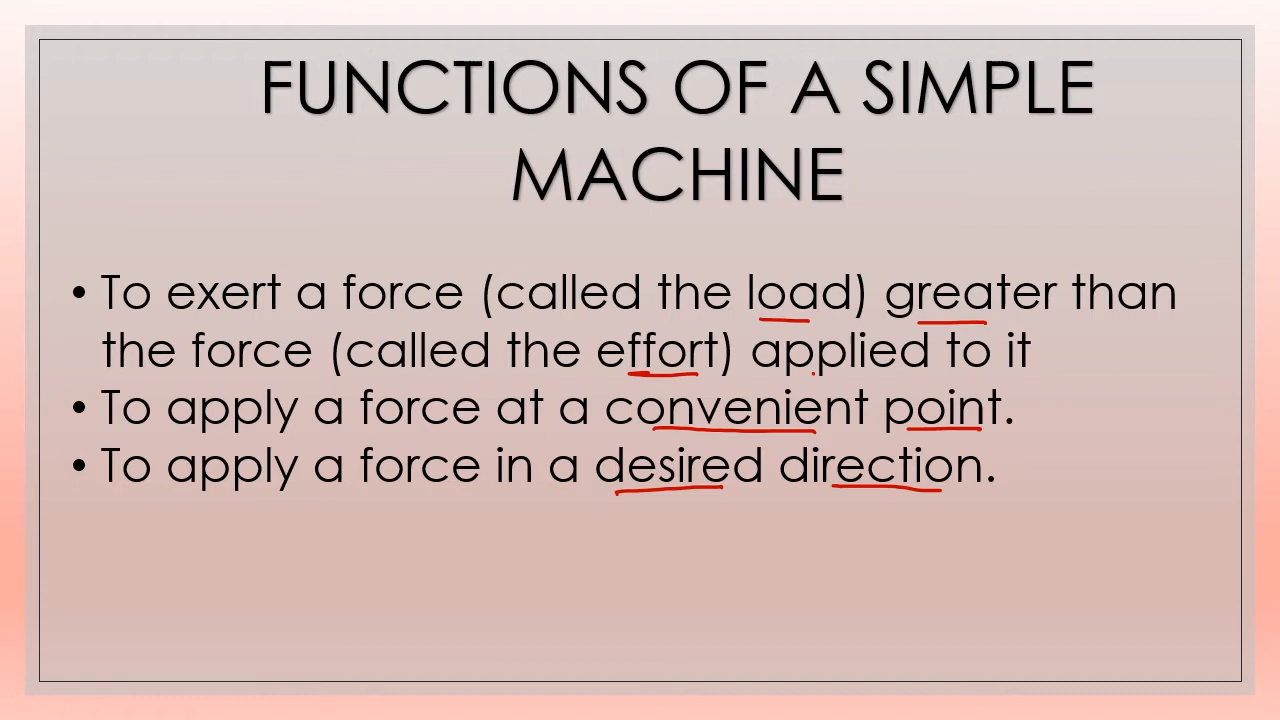 FUNCTIONS OF A SIMPLE
MACHINE
• To exert a force (called the load) greater than
the force (called the effort) applied to it
• To apply a force at a convenient point.
• To apply a force in a desired direction.